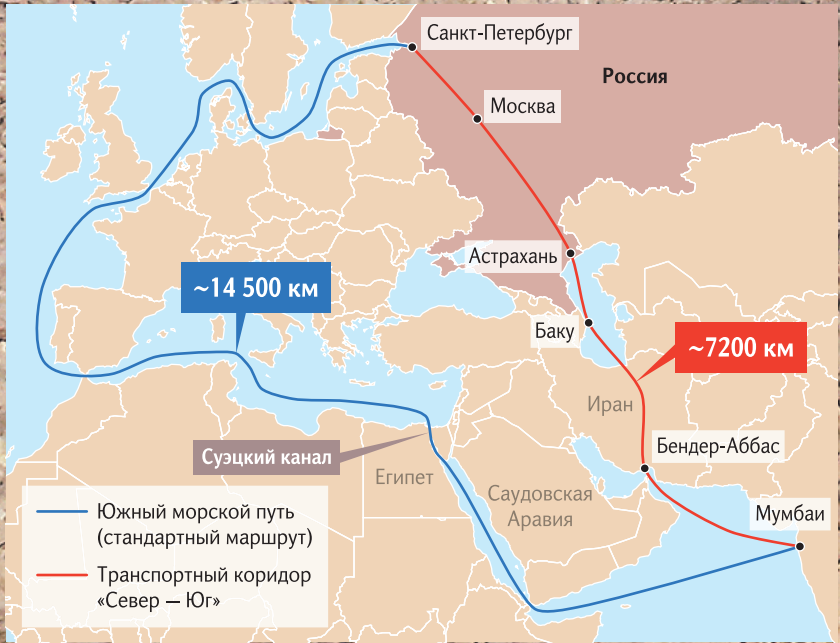 Санкт-Петербург
Россия
Москва
Астрахань
~14 500 км
Баку
~7200 км
Иран
Бендер-Аббас
Суэцкий канал
Египет
Саудовская
Аравия
Мумбаи
Южный морской путь
(стандартный маршрут)
Транспортный коридор
«Север — Юг»